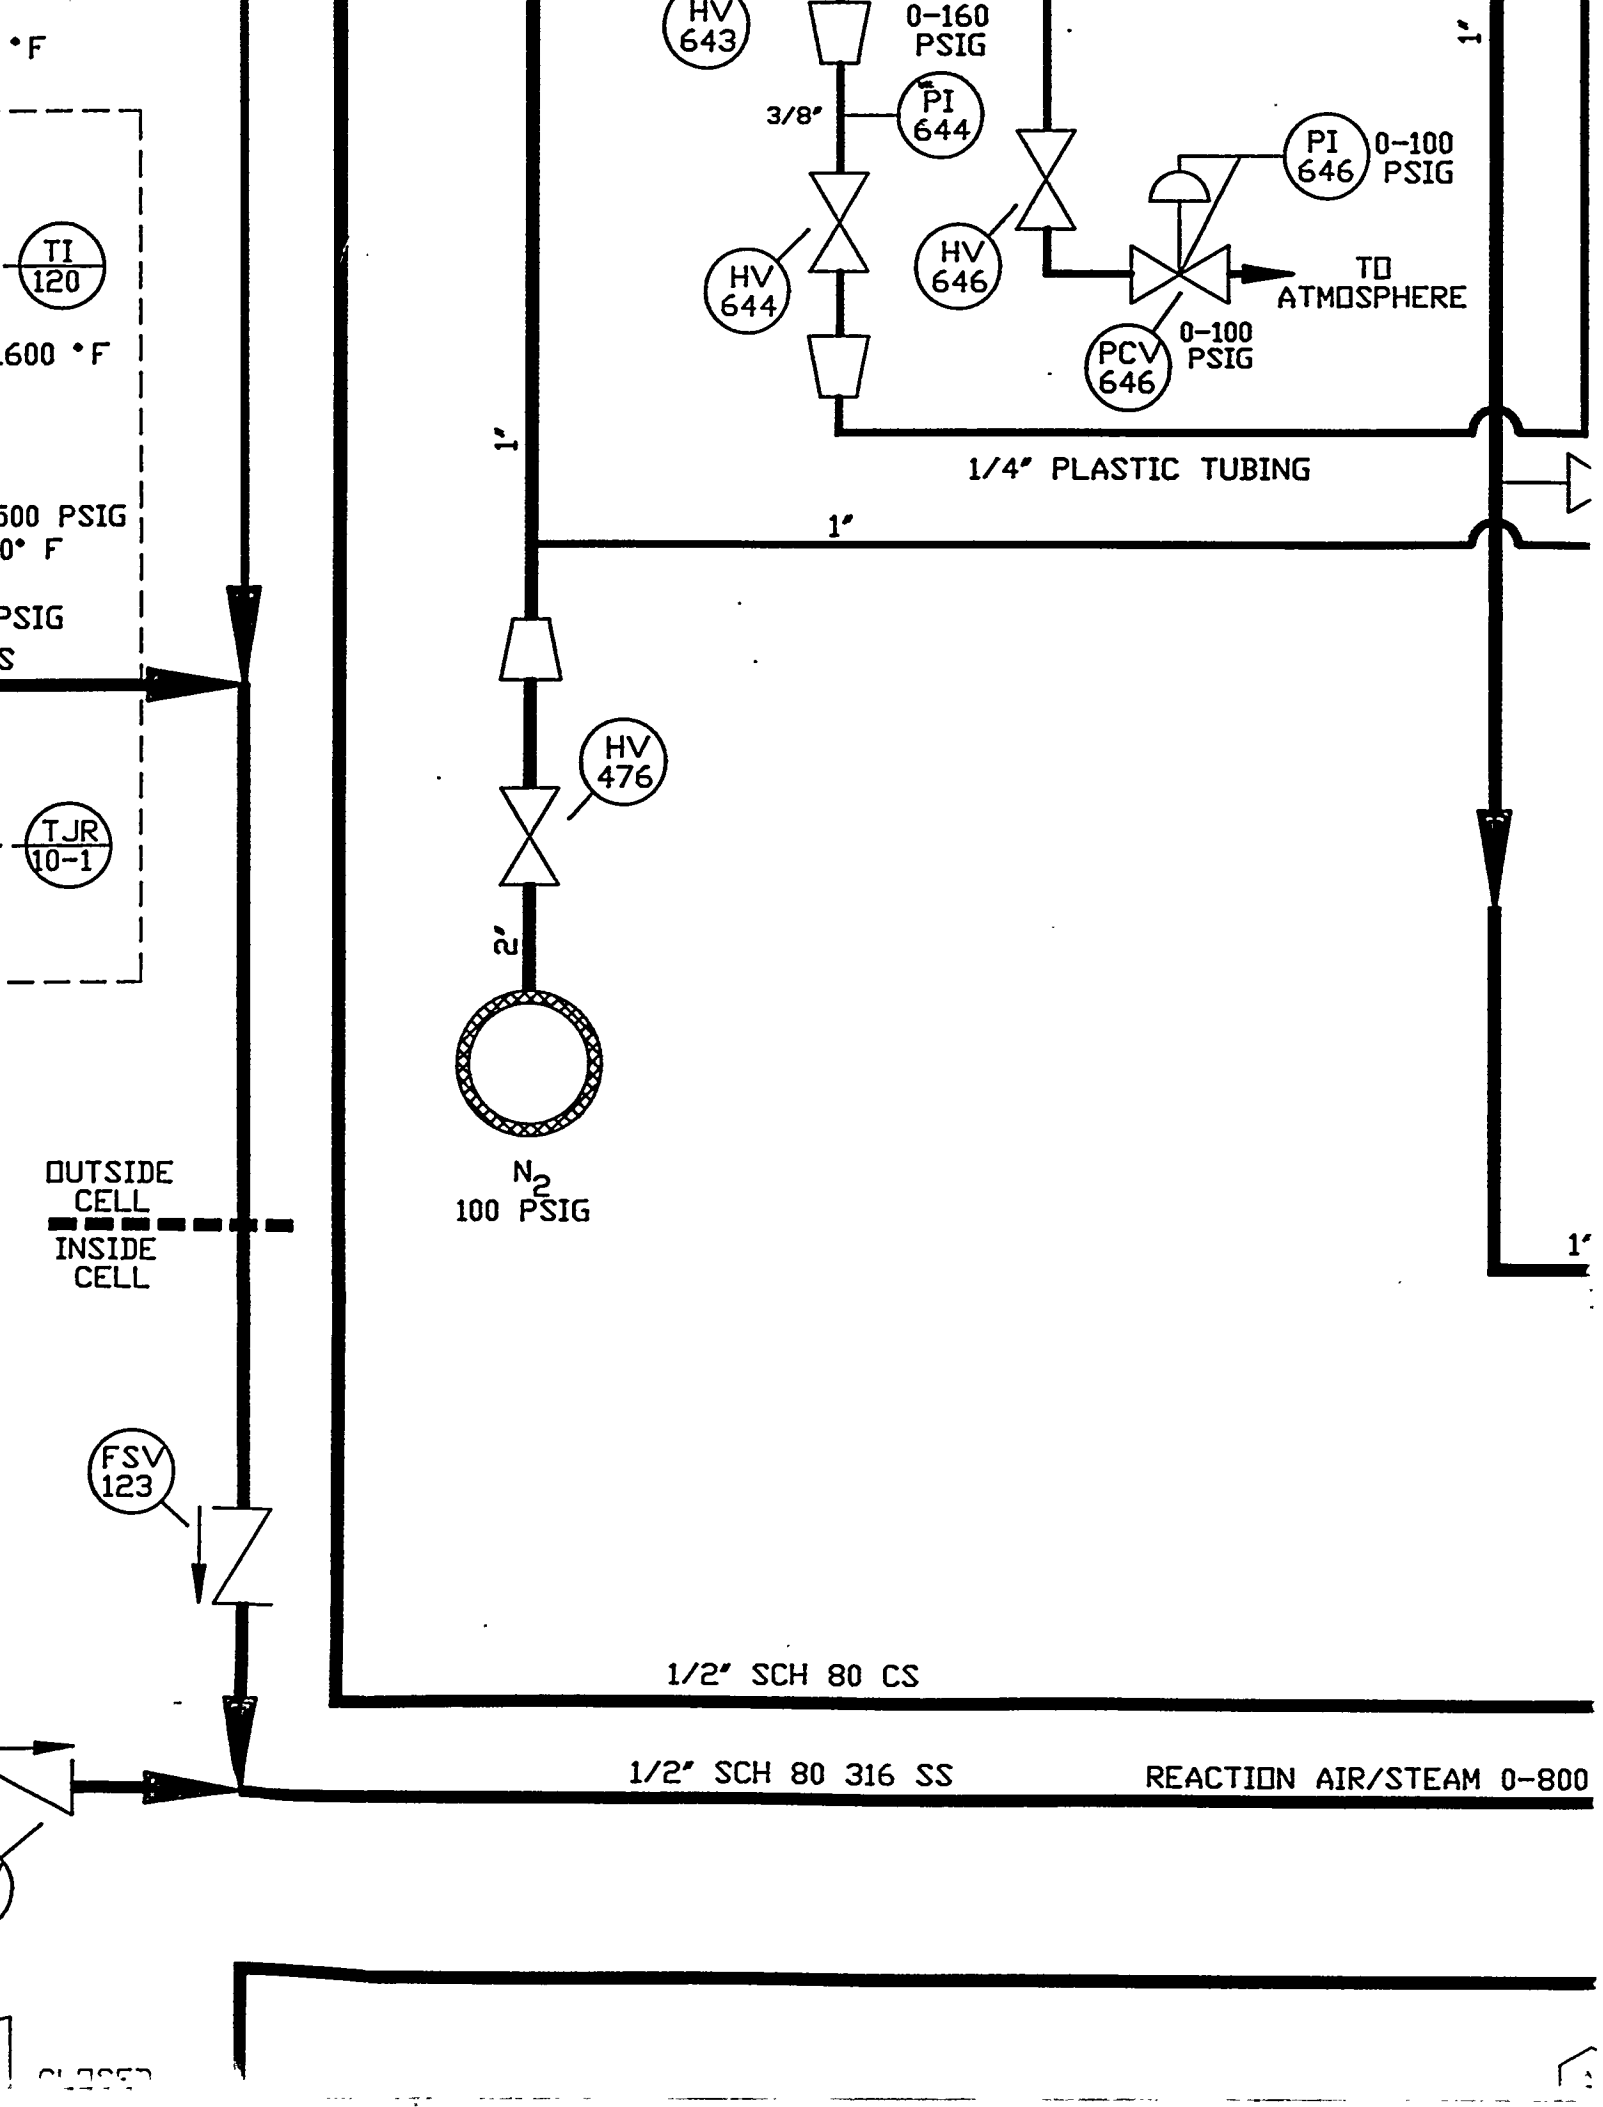 HV
643
0-160
PSIG
1"
°F
3/8"
PI
644
PI
646
0-100
PSIG
TI
120
HV
644
HV
646
TO
ATMOSPHERE
600 °F
PCV
646
0-100
PSIG
1"
1/4" PLASTIC TUBING
500 PSIG
0° F
1"
PSIG
S
HV
476
TJR
10-1
2"
N2
100 PSIG
OUTSIDE
CELL
INSIDE
CELL
1"
FSV
123
1/2" SCH 80 CS
1/2" SCH 80 316 SS
REACTION AIR/STEAM 0-800